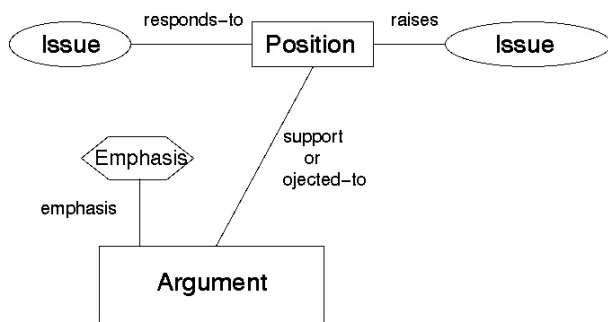 responds-to
raises
Issue
Position
Issue
support
or
ojected-to
Emphasis
emphasis
Argument